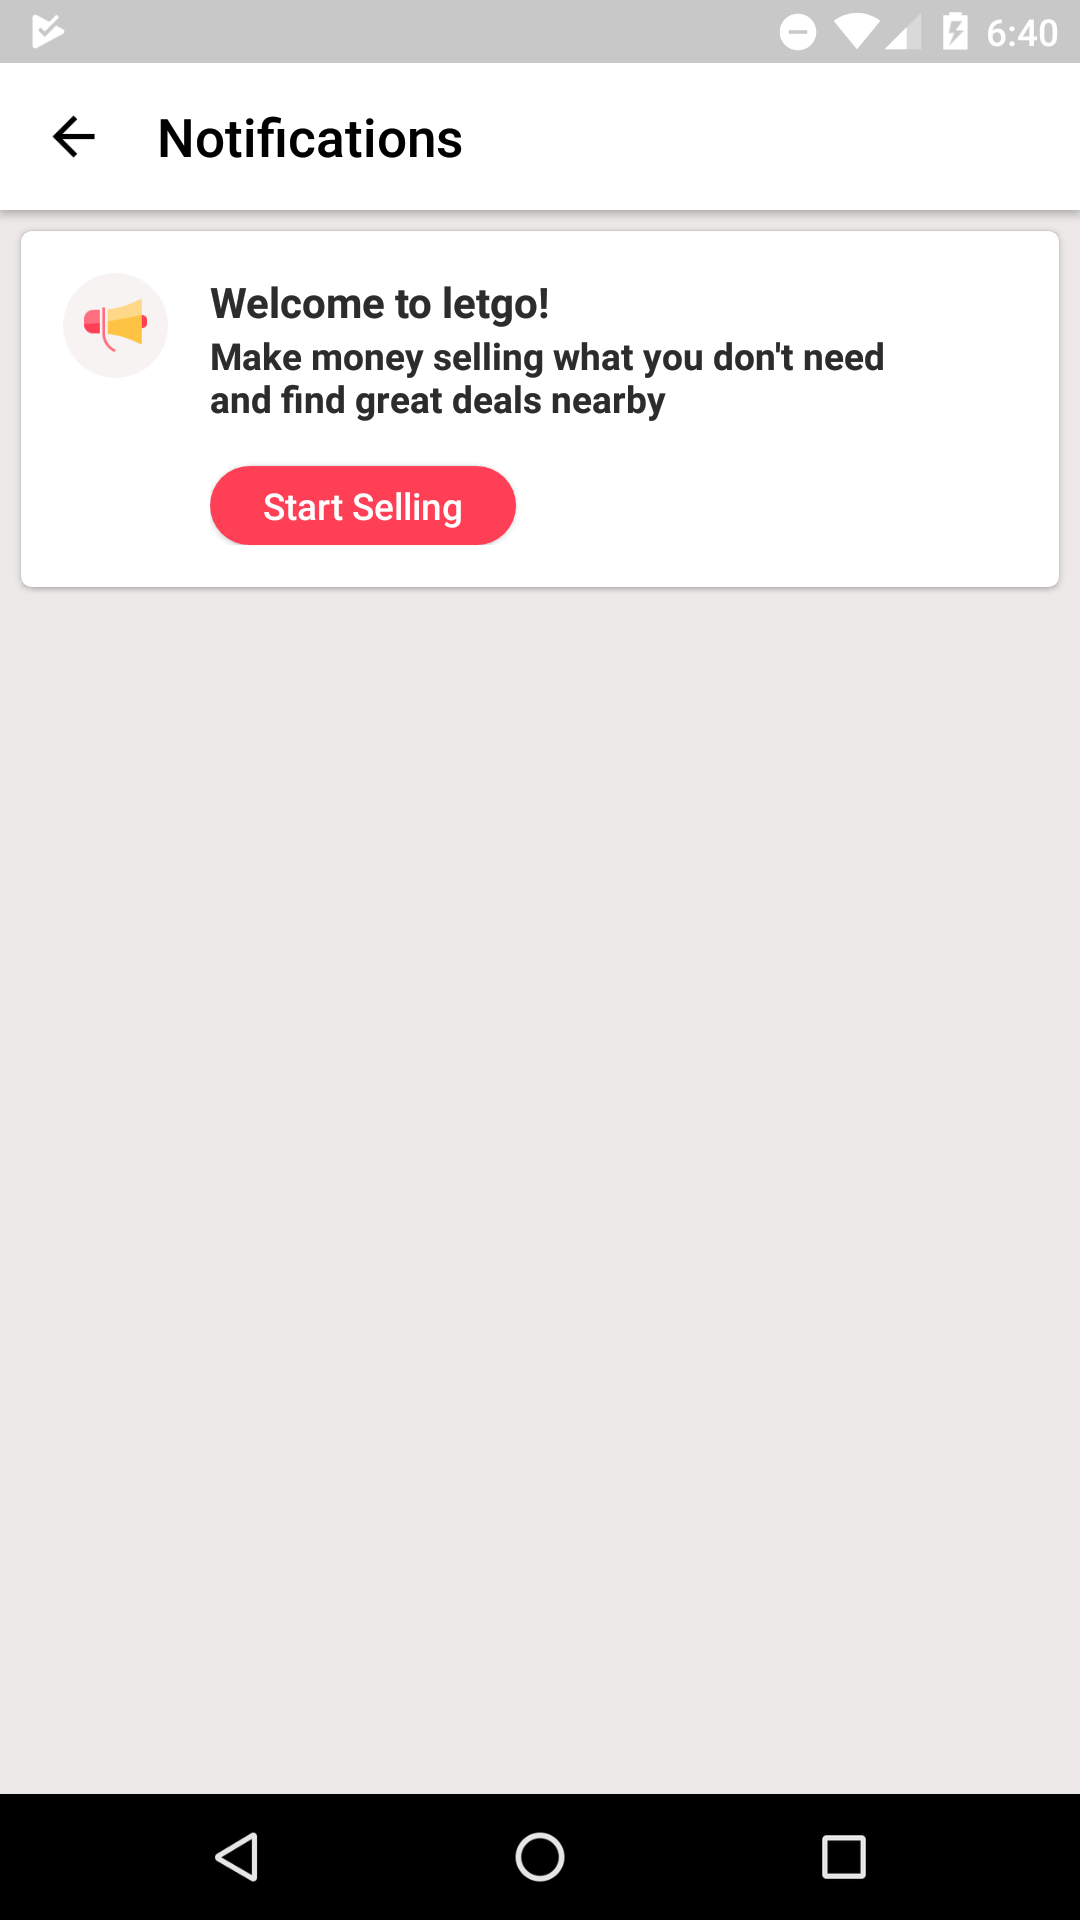 6:40
Notifications
Welcome to letgo!
Make money selling what you don't need
and find great deals nearby
Start Selling